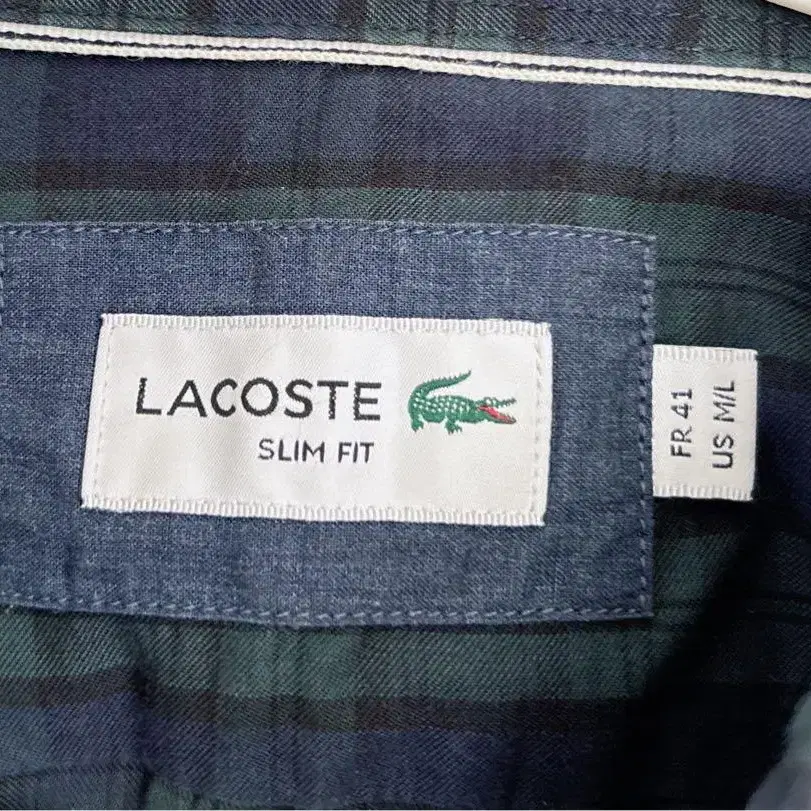 LACOSTE
SLIM FIT
FR 41
US M/L